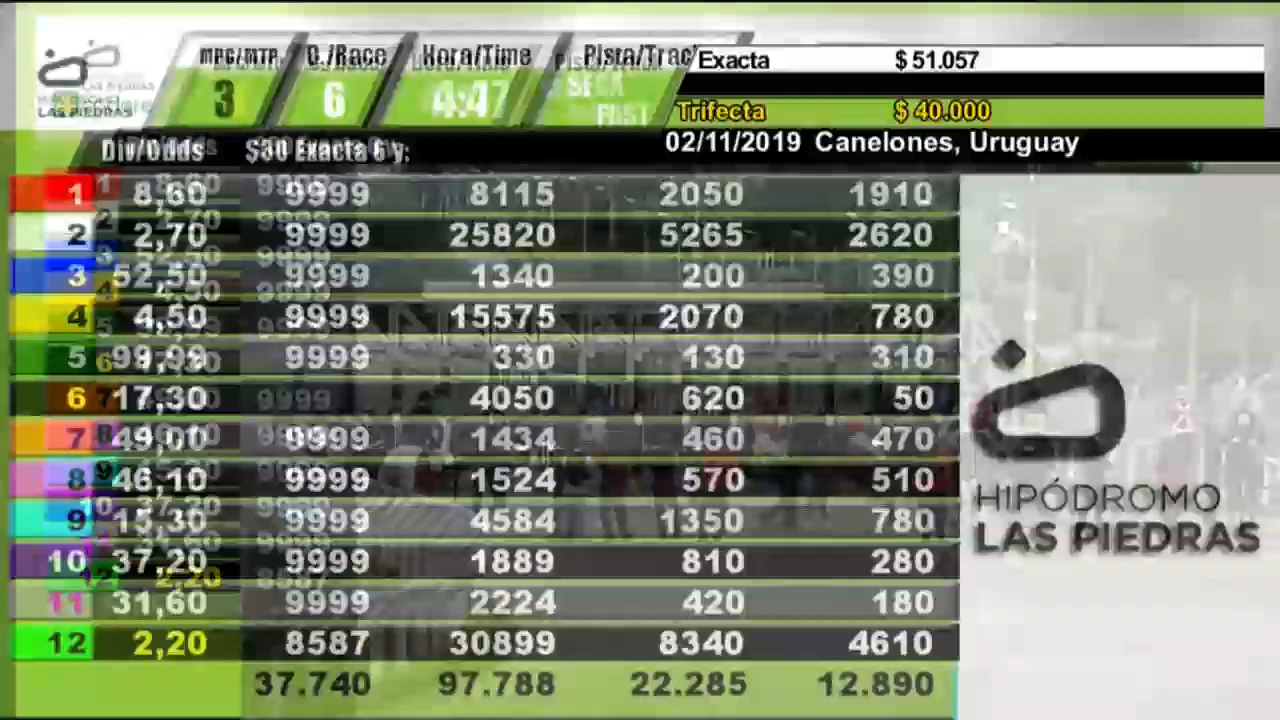 MPG/MTP C./Race Hora/Time Pista/Trac Exacta $ 51.057
3 6 4:47 FAST
Trifecta $ 40.000
LAS PIEDRAS
02/11/2019 Canelones, Uruguay
Div/Odds $30 Exacta 6 y:
1 8,60 9999 8115 2050 1910
2 2,70 9999 25820 5265 2620
3 52,50 9999 1340 200 390
4 4,50 9999 15575 2070 780
5 99,99 9999 330 130 310
6 17,30 4050 620 50
7 49,00 9999 1434 460 470
8 46,10 9999 1524 570 510
9 15,30 9999 4584 1350 780
10 37,20 9999 1889 810 280
11 31,60 9999 2224 420 180
12 2,20 8587 30899 8340 4610
37.740 97.788 22.285 12.890
HIPÓDROMO
LAS PIEDRAS